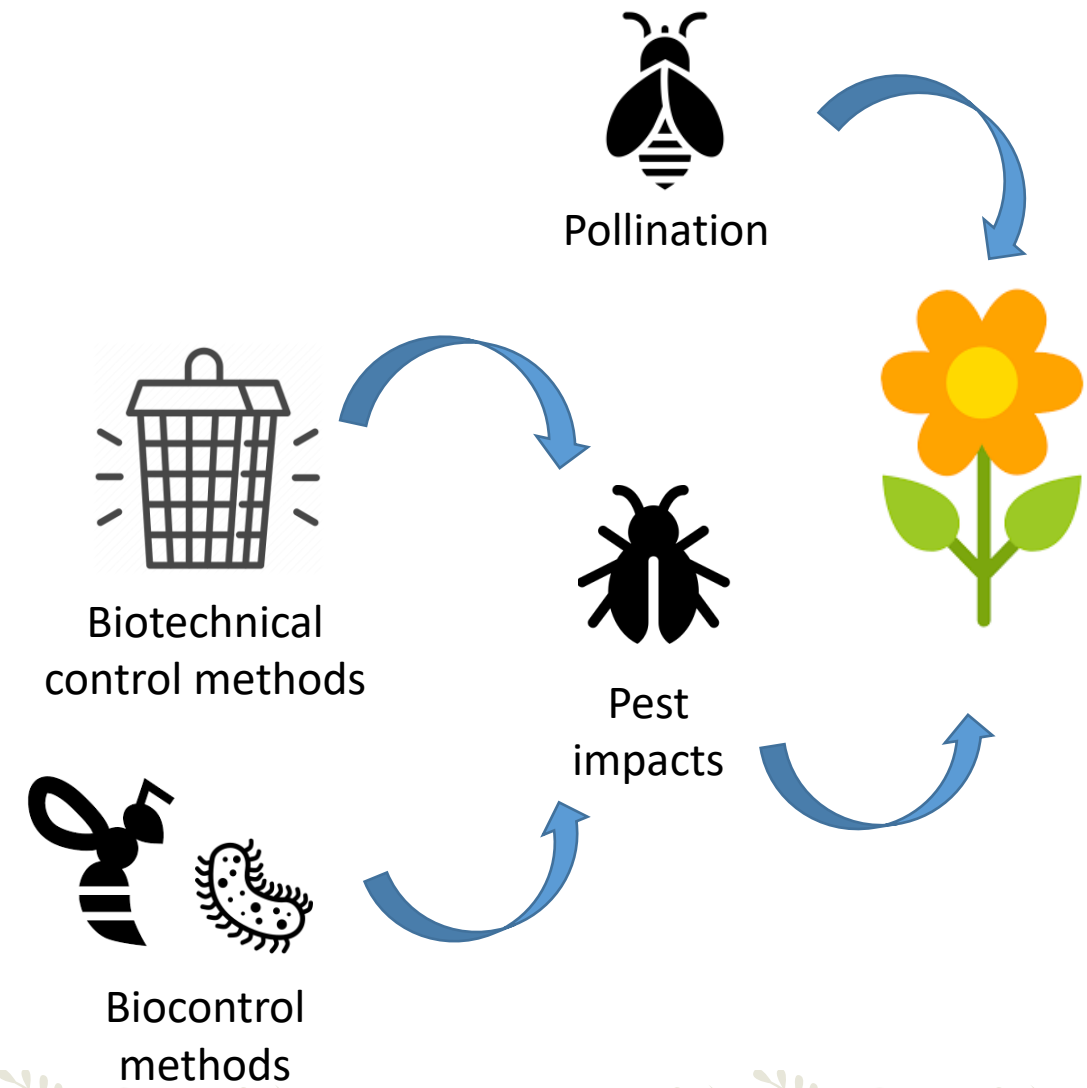 Pollination
Biotechnical
control methods
Pest
impacts
Biocontrol
methods